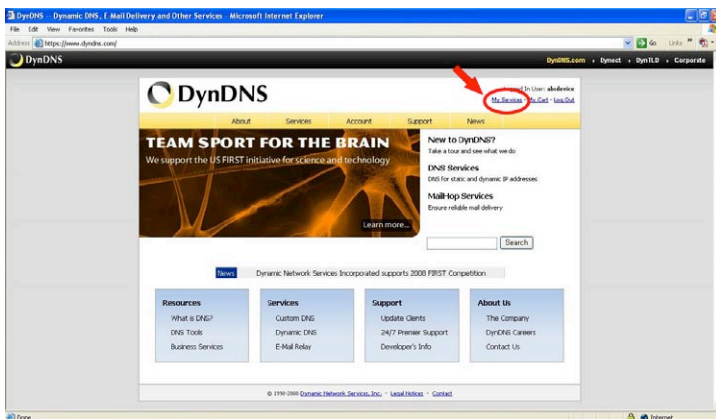 DynDNS -- Dynamic DNS, E-Mail Delivery and Other Services - Microsoft Internet Explorer
File Edit View Favorites Tools Help
Address https://www.dyndns.com/ Go Links »
DynDNS DynDNS.com Dynect DynTLD Corporate
DynDNS
In User: abcdevice
My Services - My Cart - Log Out
About Services Account Support News
TEAM SPORT FOR THE BRAIN
We support the US FIRST initiative for science and technology
Learn more...
New to DynDNS?
Take a tour and see what we do
DNS Services
DNS for static and dynamic IP addresses
MailHop Services
Ensure reliable mail delivery
Search
News Dynamic Network Services Incorporated supports 2008 FIRST Competition
Resources
What is DNS?
DNS Tools
Business Services
Services
Custom DNS
Dynamic DNS
E-Mail Relay
Support
Update Clients
24/7 Premier Support
Developer's Info
About Us
The Company
DynDNS Careers
Contact Us
© 1998-2008 Dynamic Network Services, Inc. - Legal Notices - Contact
Done Internet